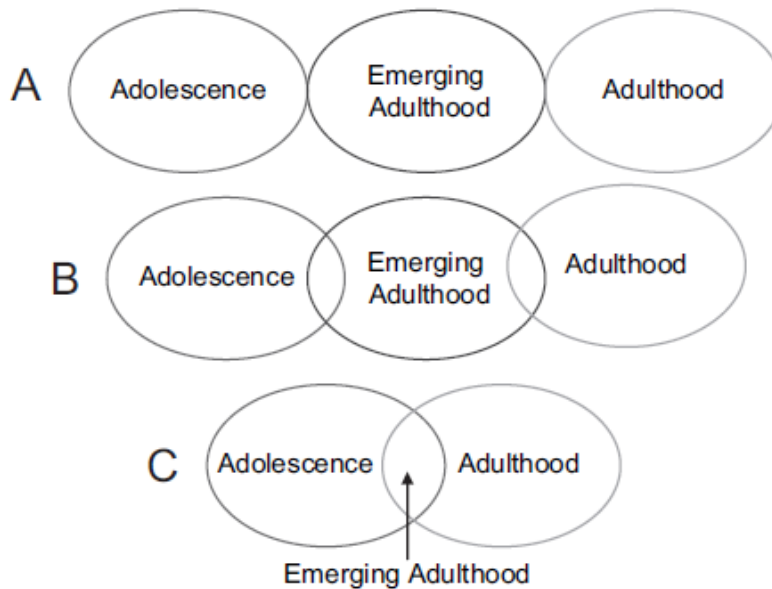 A
Adolescence
Emerging
Adulthood
Adulthood
B
Adolescence
Emerging
Adulthood
Adulthood
C
Adolescence
Adulthood
Emerging Adulthood